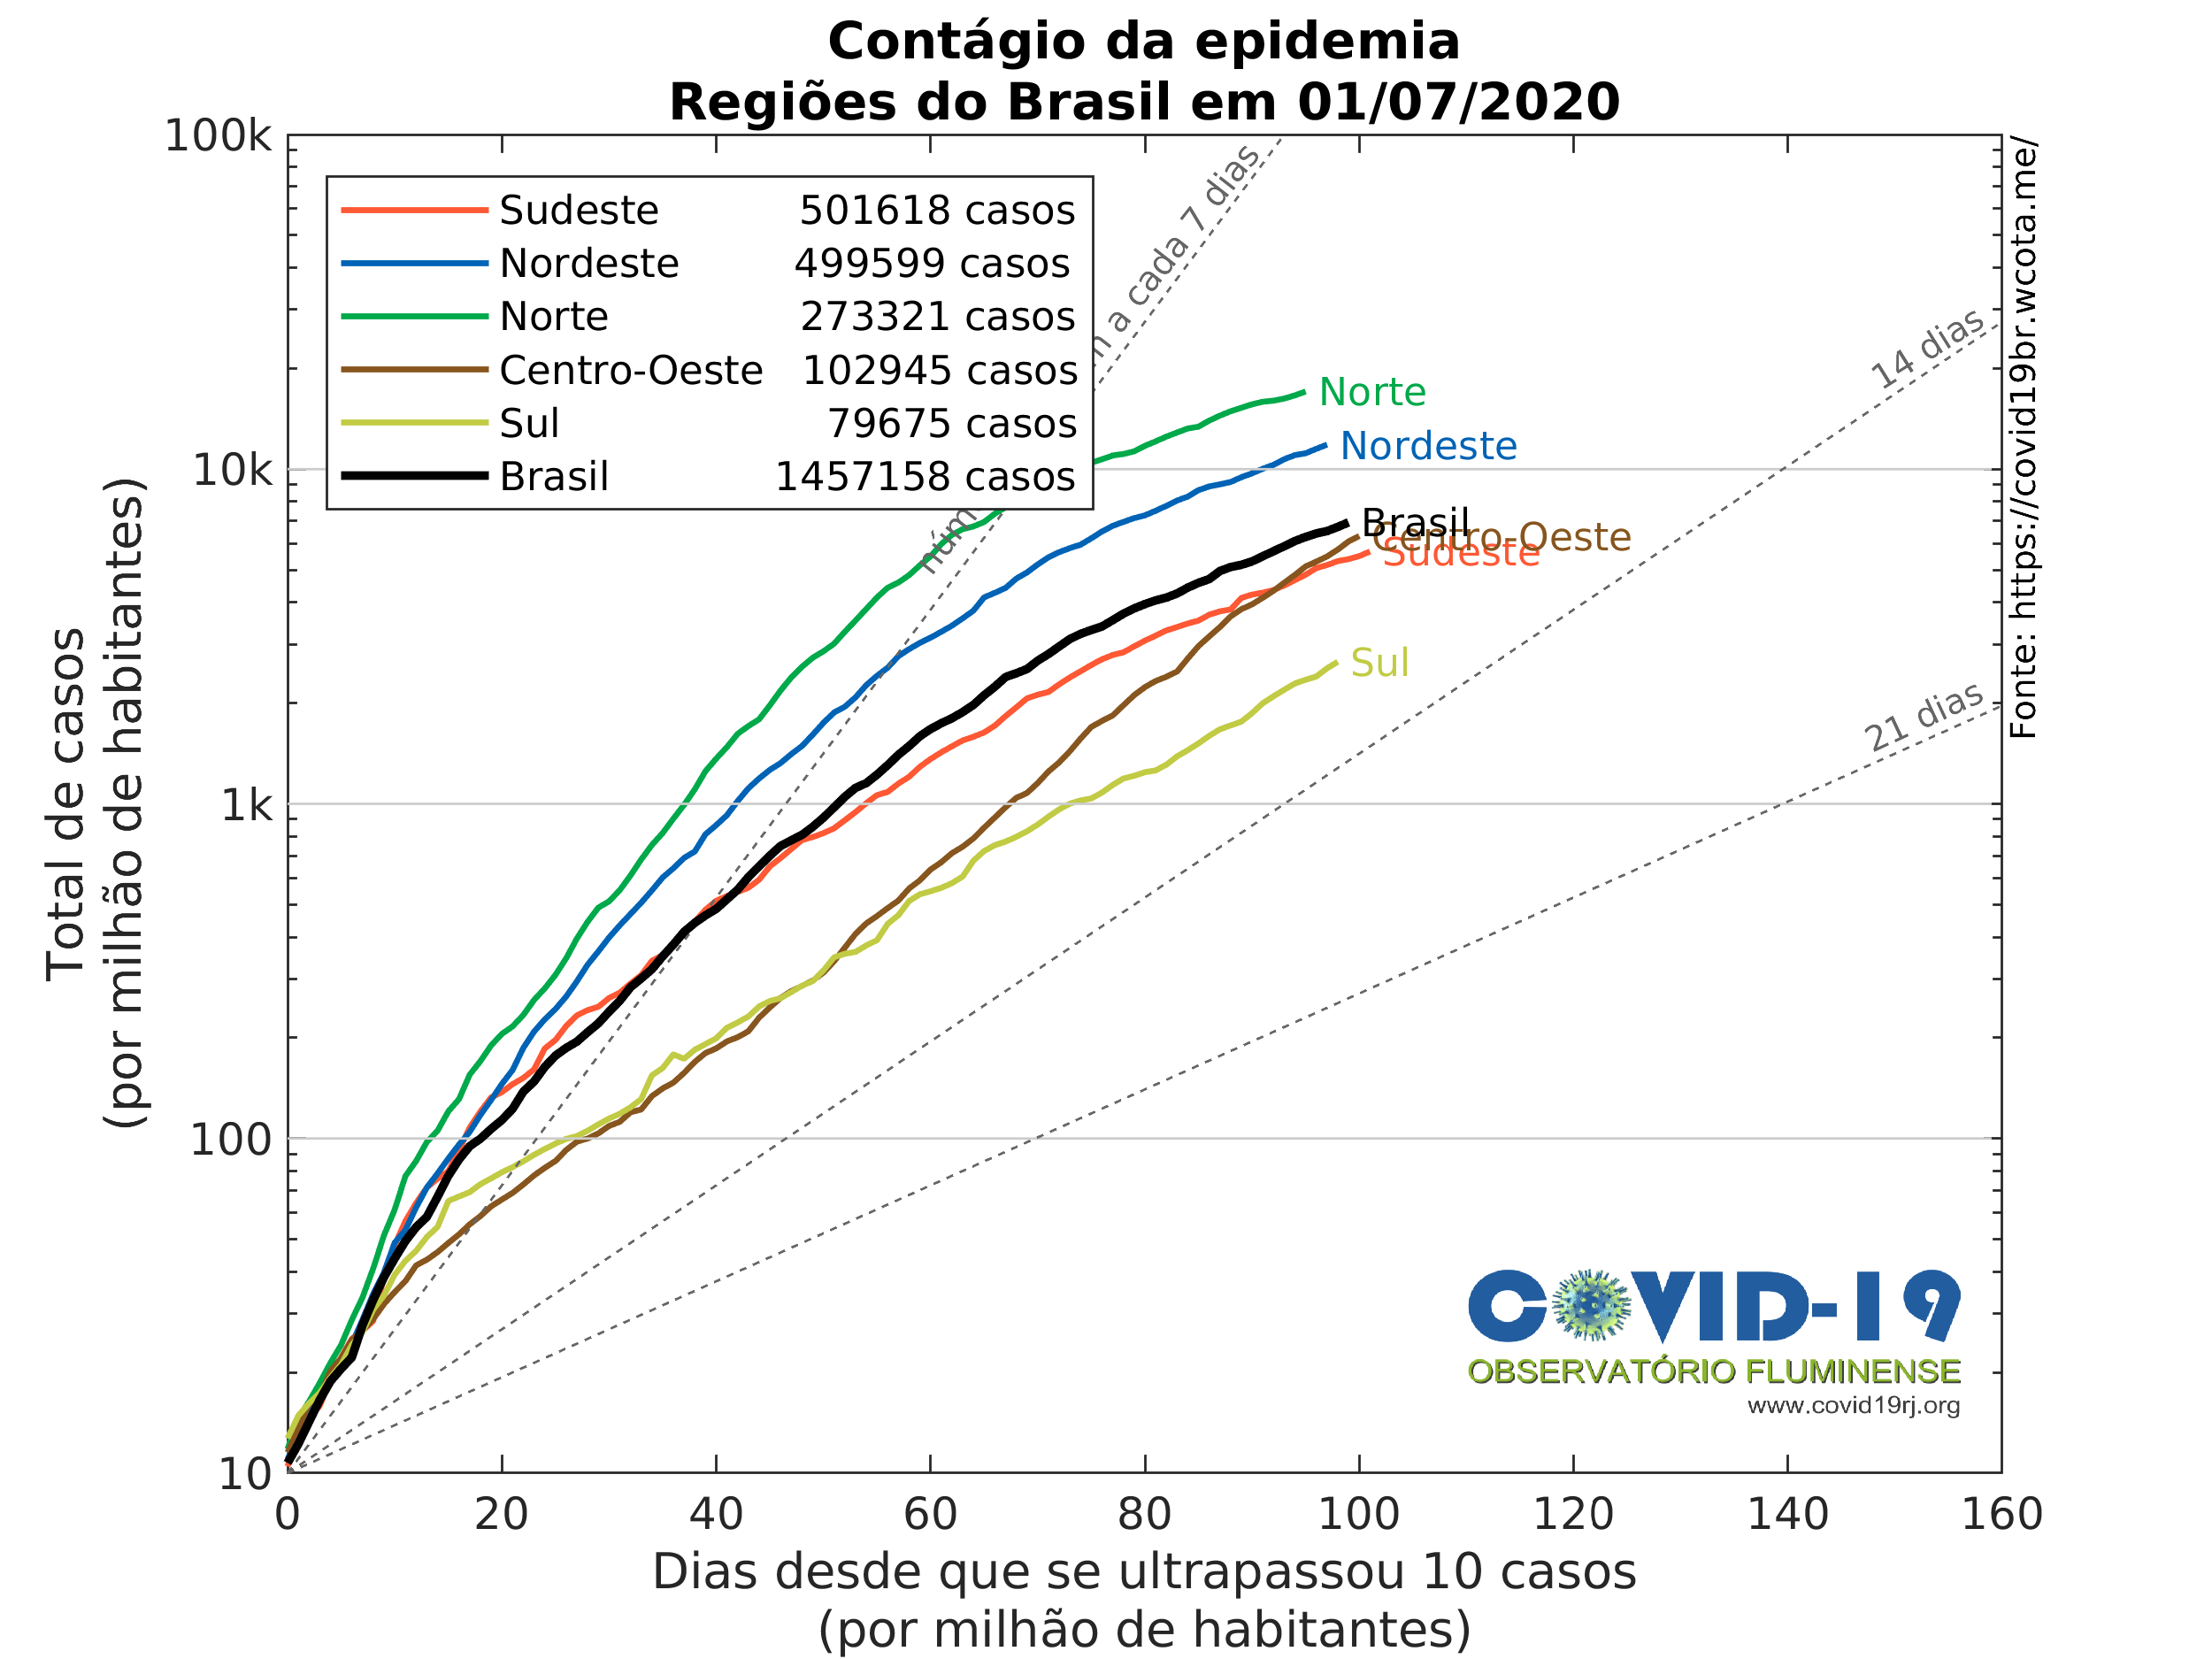 Contágio da epidemia
Regiões do Brasil em 01/07/2020
Total de casos
(por milhão de habitantes)
100k
10k
1k
100
10
Sudeste 501618 casos
Nordeste 499599 casos
Norte 273321 casos
Centro-Oeste 102945 casos
Sul 79675 casos
Brasil 1457158 casos
a cada 7 dias
14 dias
21 dias
Norte
Nordeste
Brasil
Centro-Oeste
Sudeste
Sul
Fonte: https://covid19br.wcota.me/
COVID-19
OBSERVATÓRIO FLUMINENSE
www.covid19rj.org
0 20 40 60 80 100 120 140 160
Dias desde que se ultrapassou 10 casos
(por milhão de habitantes)